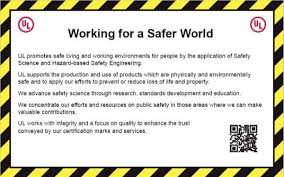 UL
UL
Working for a Safer World
UL promotes safe living and working environments for people by the application of Safety
Science and Hazard-based Safety Engineering.
UL supports the production and use of products which are physically and environmentally
safe and to apply our efforts to prevent or reduce loss of life and property.
We advance safety science through research, standards development and education.
We concentrate our efforts and resources on public safety in those areas where we can make
valuable contributions.
UL works with integrity and a focus on quality to enhance the trust
conveyed by our certification marks and services.